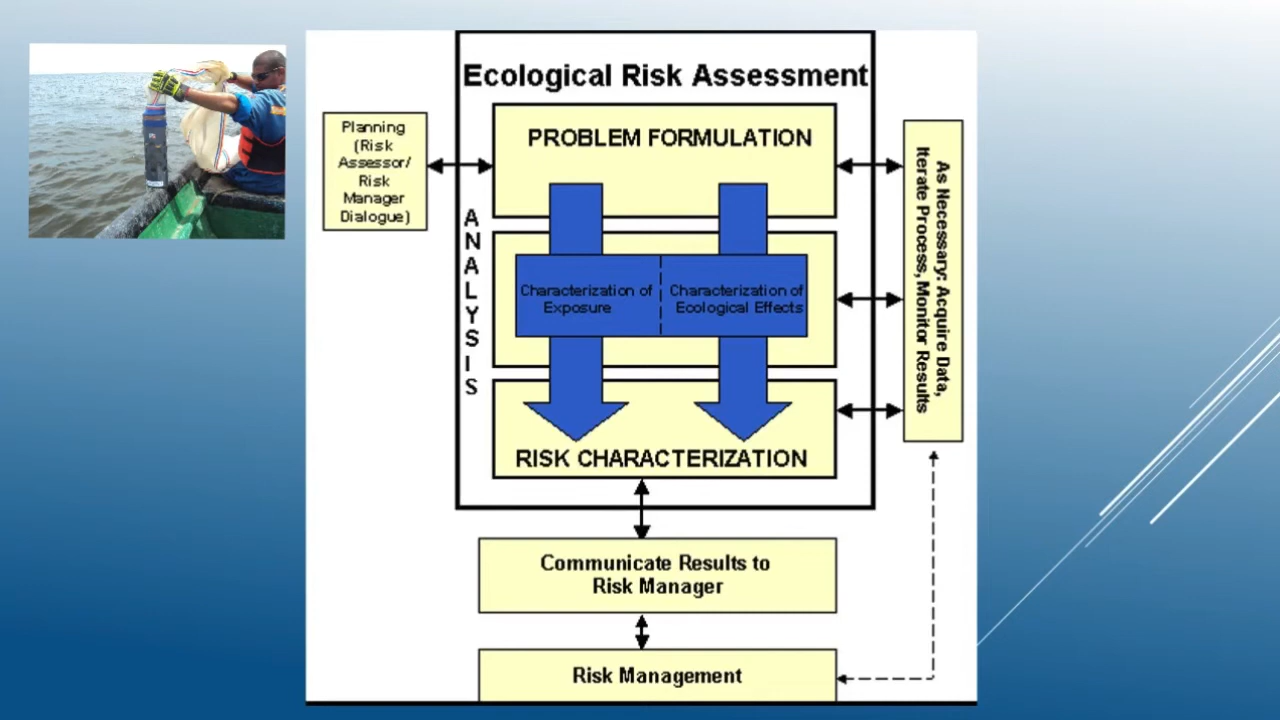 Ecological Risk Assessment
Planning
(Risk
Assessor/
Risk
Manager
Dialogue)
PROBLEM FORMULATION
ANALYSIS
Characterization of
Exposure
Characterization of
Ecological Effects
RISK CHARACTERIZATION
As Necessary: Acquire Data,
Iterate Process, Monitor Results
Communicate Results to
Risk Manager
Risk Management